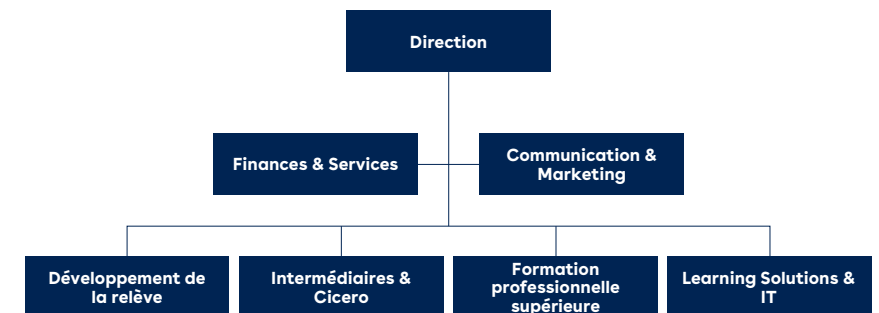 Direction
Finances & Services
Communication &
Marketing
Développement de
la relève
Intermédiaires &
Cicero
Formation
professionnelle
supérieure
Learning Solutions &
IT